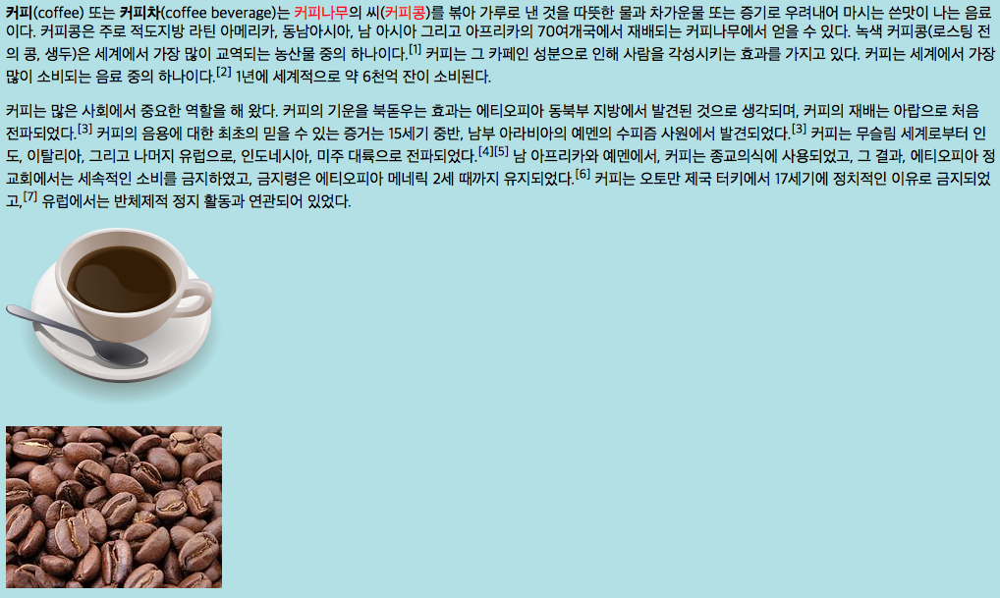 커피(coffee) 또는 커피차(coffee beverage)는 커피나무의 씨(커피콩)를 볶아 가루로 낸 것을 따뜻한 물과 차가운물 또는 증기로 우려내어 마시는 쓴맛이 나는 음료
이다. 커피콩은 주로 적도지방 라틴 아메리카, 동남아시아, 남 아시아 그리고 아프리카의 70여개국에서 재배되는 커피나무에서 얻을 수 있다. 녹색 커피콩(로스팅 전
의 콩, 생두)은 세계에서 가장 많이 교역되는 농산물 중의 하나이다.[1] 커피는 그 카페인 성분으로 인해 사람을 각성시키는 효과를 가지고 있다. 커피는 세계에서 가장
많이 소비되는 음료 중의 하나이다.[2] 1년에 세계적으로 약 6천억 잔이 소비된다.
커피는 많은 사회에서 중요한 역할을 해 왔다. 커피의 기운을 북돋우는 효과는 에티오피아 동북부 지방에서 발견된 것으로 생각되며, 커피의 재배는 아랍으로 처음
전파되었다.[3] 커피의 음용에 대한 최초의 믿을 수 있는 증거는 15세기 중반, 남부 아라비아의 예멘의 수피즘 사원에서 발견되었다.[3] 커피는 무슬림 세계로부터 인
도, 이탈리아, 그리고 나머지 유럽으로, 인도네시아, 미주 대륙으로 전파되었다.[4][5] 남 아프리카와 예멘에서, 커피는 종교의식에 사용되었고, 그 결과, 에티오피아 정
교회에서는 세속적인 소비를 금지하였고, 금지령은 에티오피아 메네릭 2세 때까지 유지되었다.[6] 커피는 오토만 제국 터키에서 17세기에 정치적인 이유로 금지되었
고,[7] 유럽에서는 반체제적 정지 활동과 연관되어 있었다.